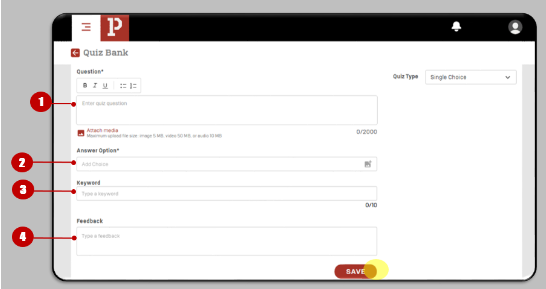 P
Quiz Bank
Question*
Quiz Type
Single Choice
B I U
1
Enter quiz question
Attach media
0/2000
Maximum upload file size: image 5 MB, video 50 MB, or audio 10 MB
Answer Option*
2
Add Choice
Keyword
3
Type a keyword
0/10
Feedback
4
Type a feedback
SAVE